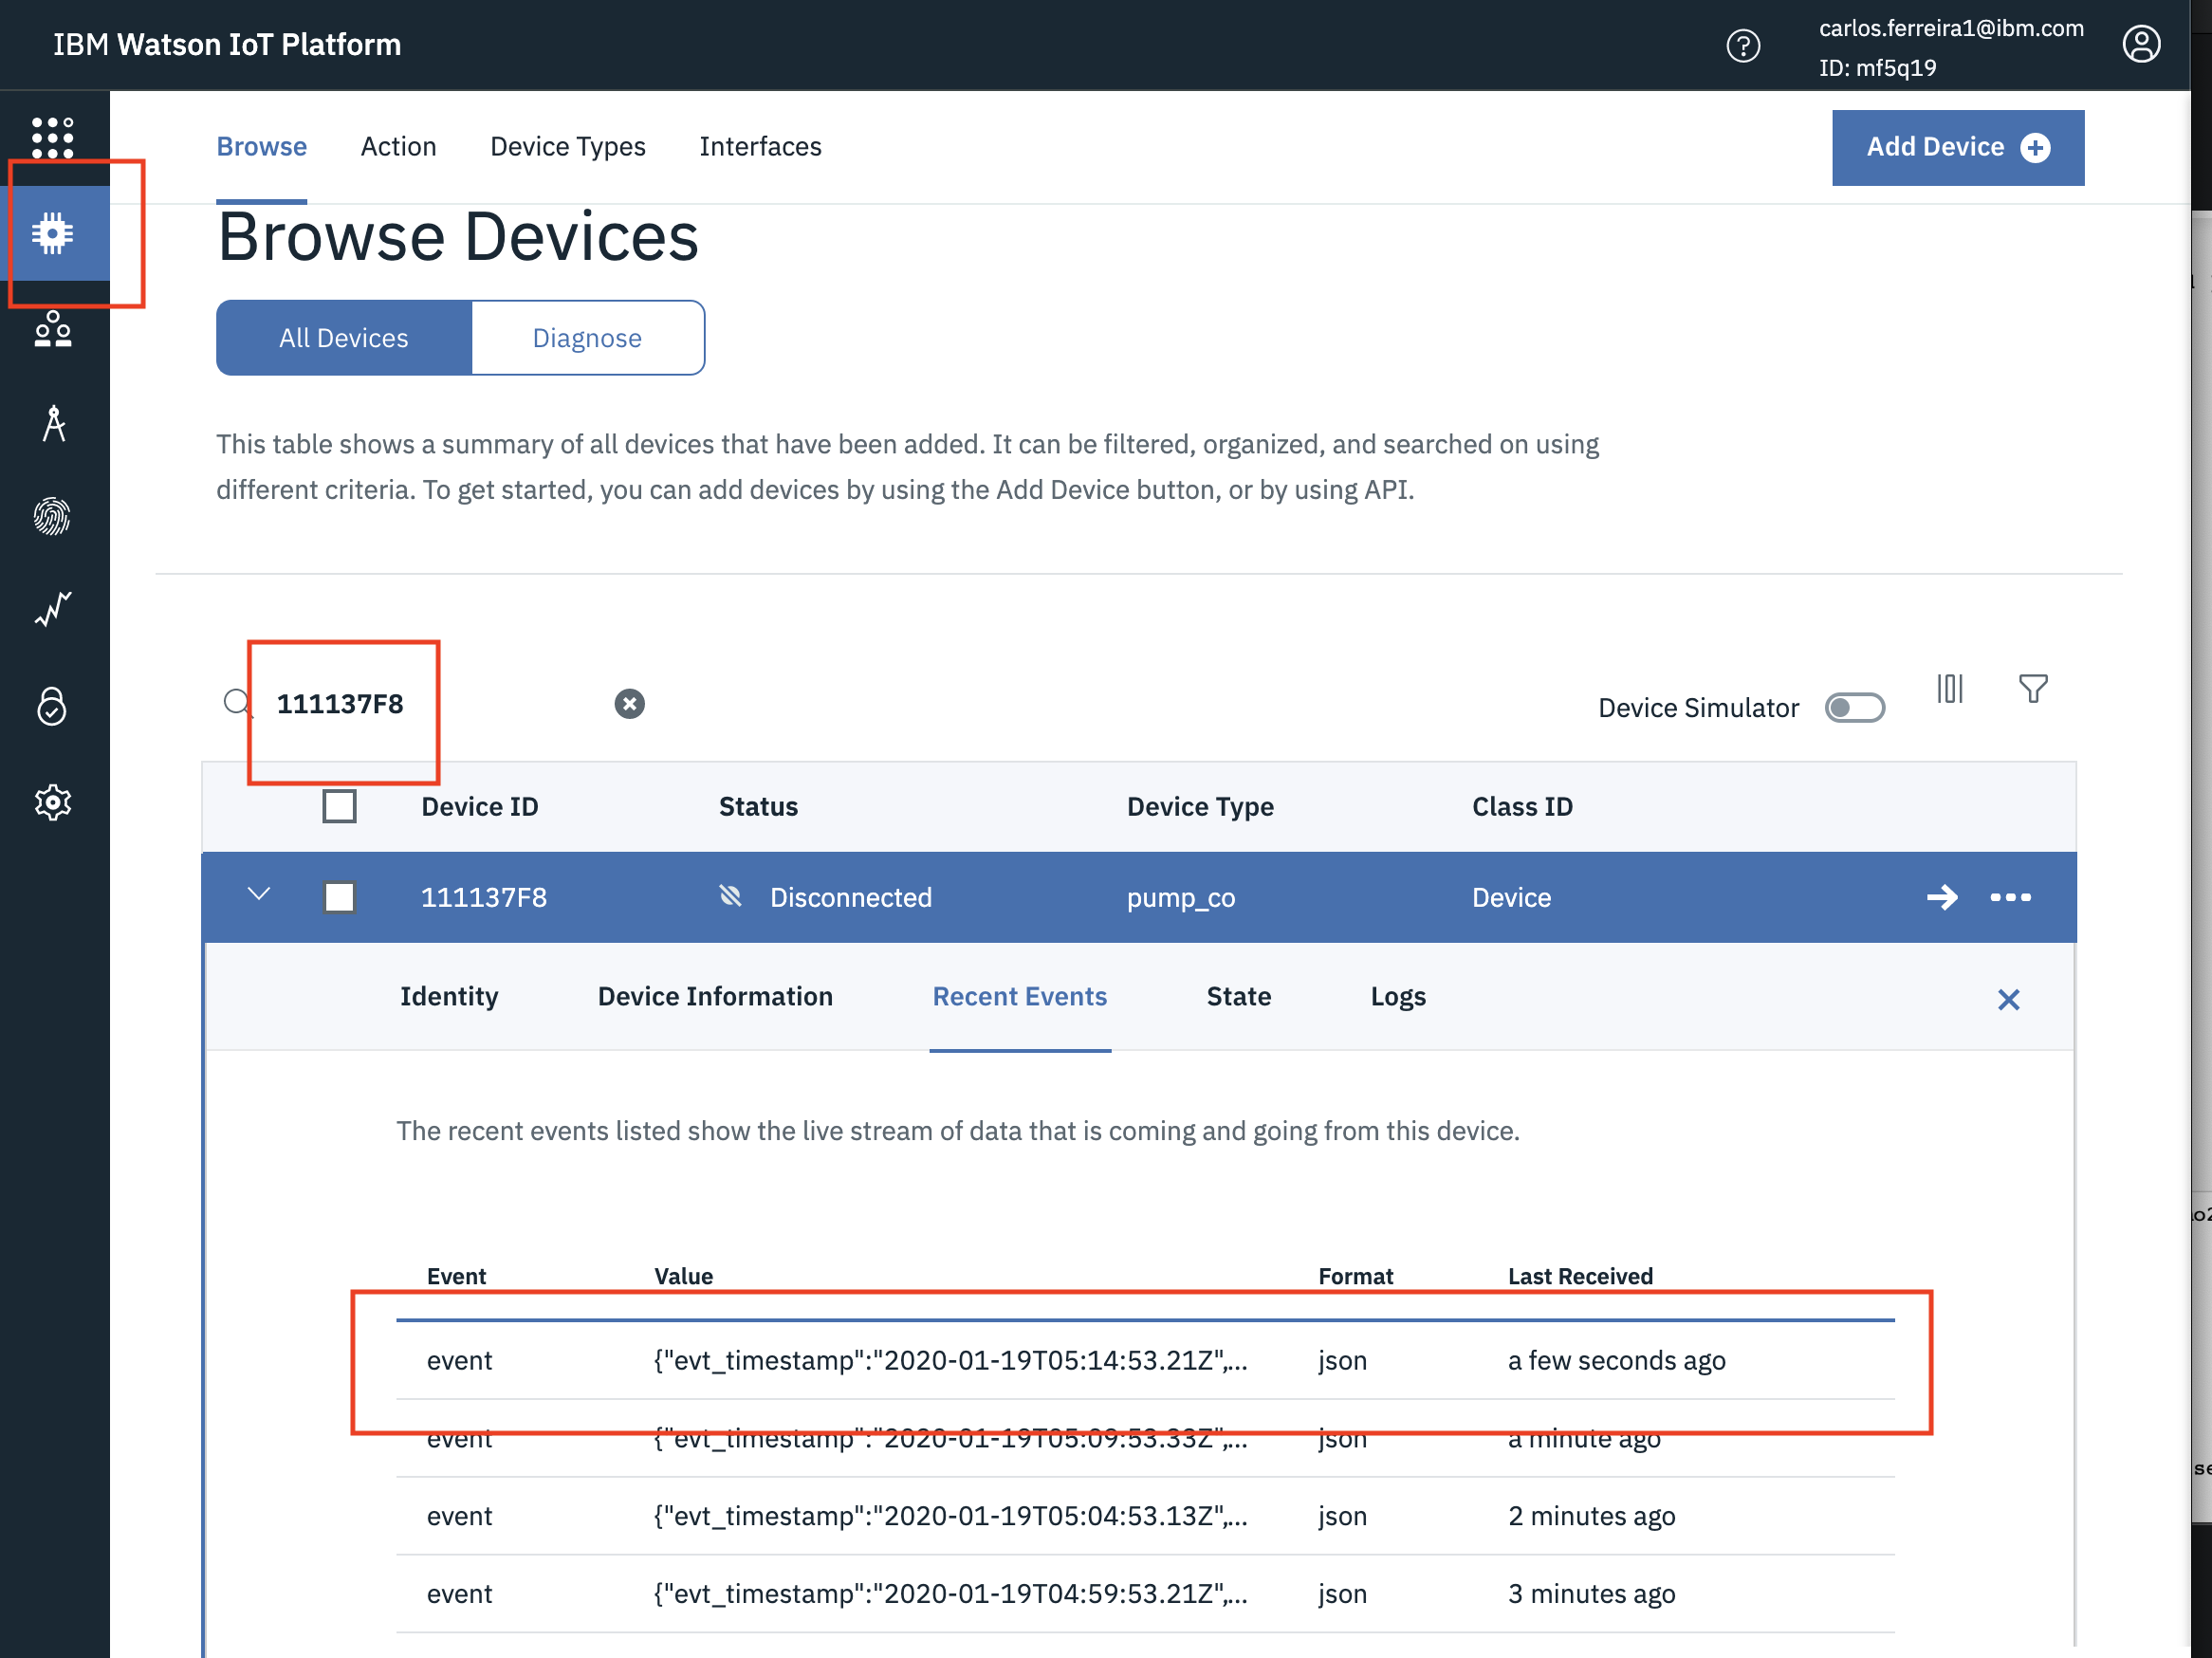 IBM Watson IoT Platform
carlos.ferreira1@ibm.com
ID: mf5q19
Browse Action Device Types Interfaces
Add Device
Browse Devices
All Devices Diagnose
This table shows a summary of all devices that have been added. It can be filtered, organized, and searched on using
different criteria. To get started, you can add devices by using the Add Device button, or by using API.
111137F8
Device Simulator
Device ID Status Device Type Class ID
111137F8 Disconnected pump_co Device
Identity Device Information Recent Events State Logs
The recent events listed show the live stream of data that is coming and going from this device.
Event Value Format Last Received
event {"evt_timestamp":"2020-01-19T05:14:53.21Z",... json a few seconds ago
event {"evt_timestamp":"2020-01-19T05:09:53.33Z",... json a minute ago
event {"evt_timestamp":"2020-01-19T05:04:53.13Z",... json 2 minutes ago
event {"evt_timestamp":"2020-01-19T04:59:53.21Z",... json 3 minutes ago